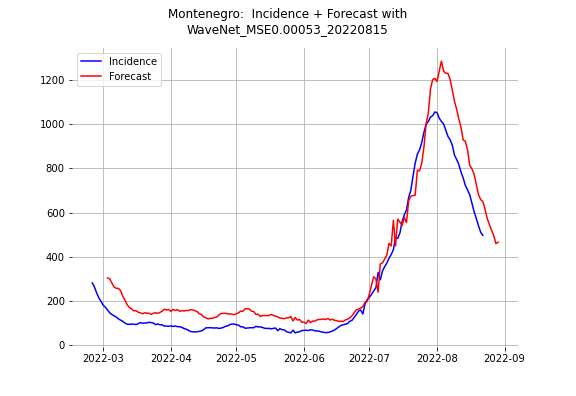 Montenegro:  Incidence + Forecast with
WaveNet_MSE0.00053_20220815
Incidence
Forecast
1200
1000
800
600
400
200
0
2022-03 2022-04 2022-05 2022-06 2022-07 2022-08 2022-09